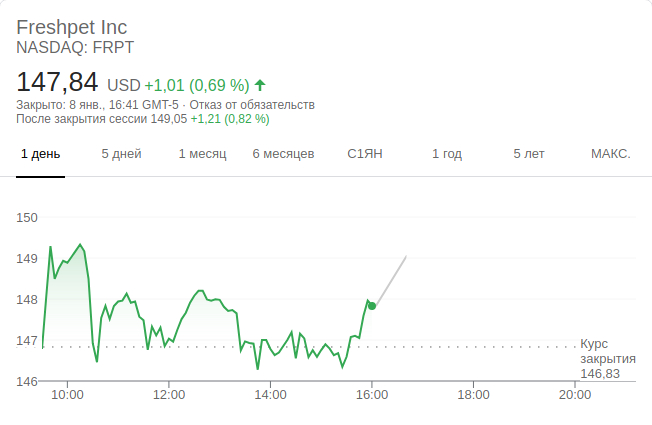 Freshpet Inc
NASDAQ: FRPT
147,84 USD +1,01 (0,69 %)
Закрыто: 8 янв., 16:41 GMT-5 · Отказ от обязательств
После закрытия сессии 149,05 +1,21 (0,82 %)
1 день 5 дней 1 месяц 6 месяцев С1ЯН 1 год 5 лет МАКС.
150
149
148
147
Курс
закрытия
146,83
146
10:00 12:00 14:00 16:00 18:00 20:00